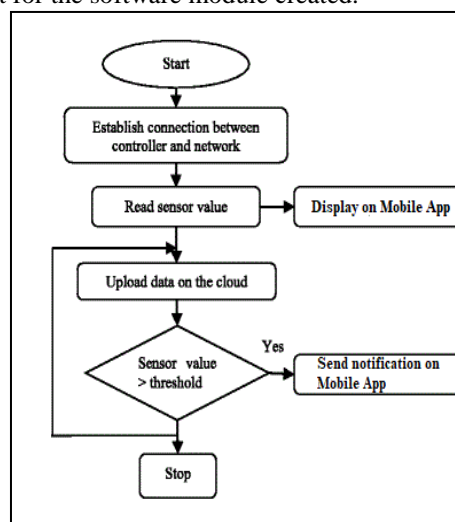 t for the software module created.
Start
Establish connection between
controller and network
Read sensor value
Display on Mobile App
Upload data on the cloud
Sensor value
> threshold
Yes
Send notification on
Mobile App
Stop